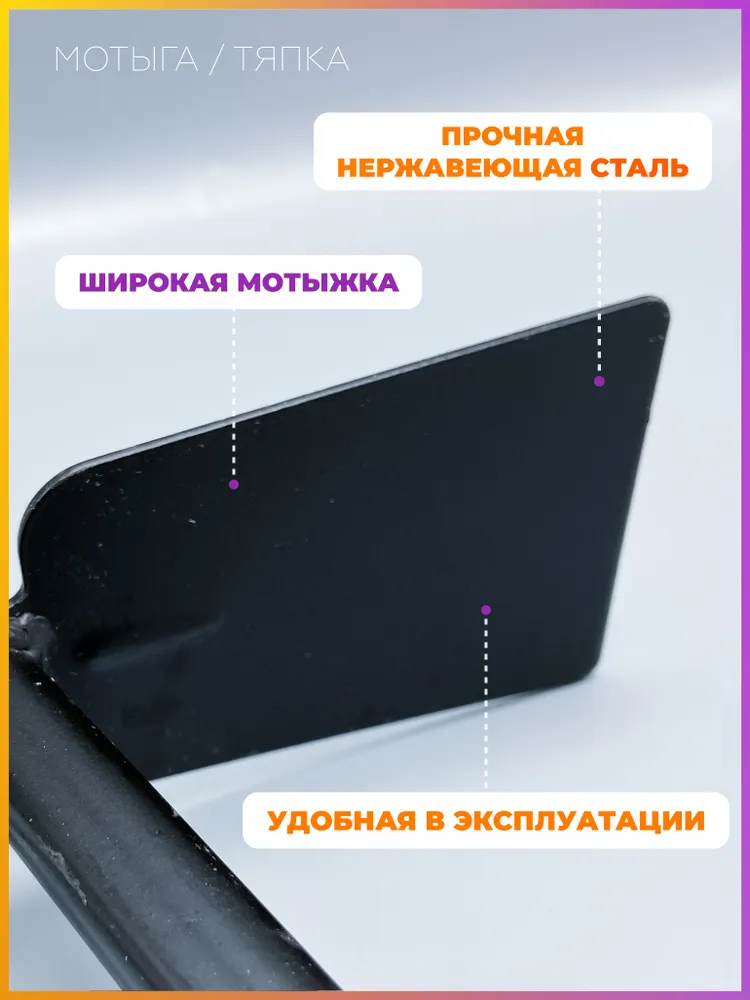 МОТЫГА / ТЯПКА
ПРОЧНАЯ
НЕРЖАВЕЮЩАЯ СТАЛЬ
ШИРОКАЯ МОТЫЖКА
УДОБНАЯ В ЭКСПЛУАТАЦИИ